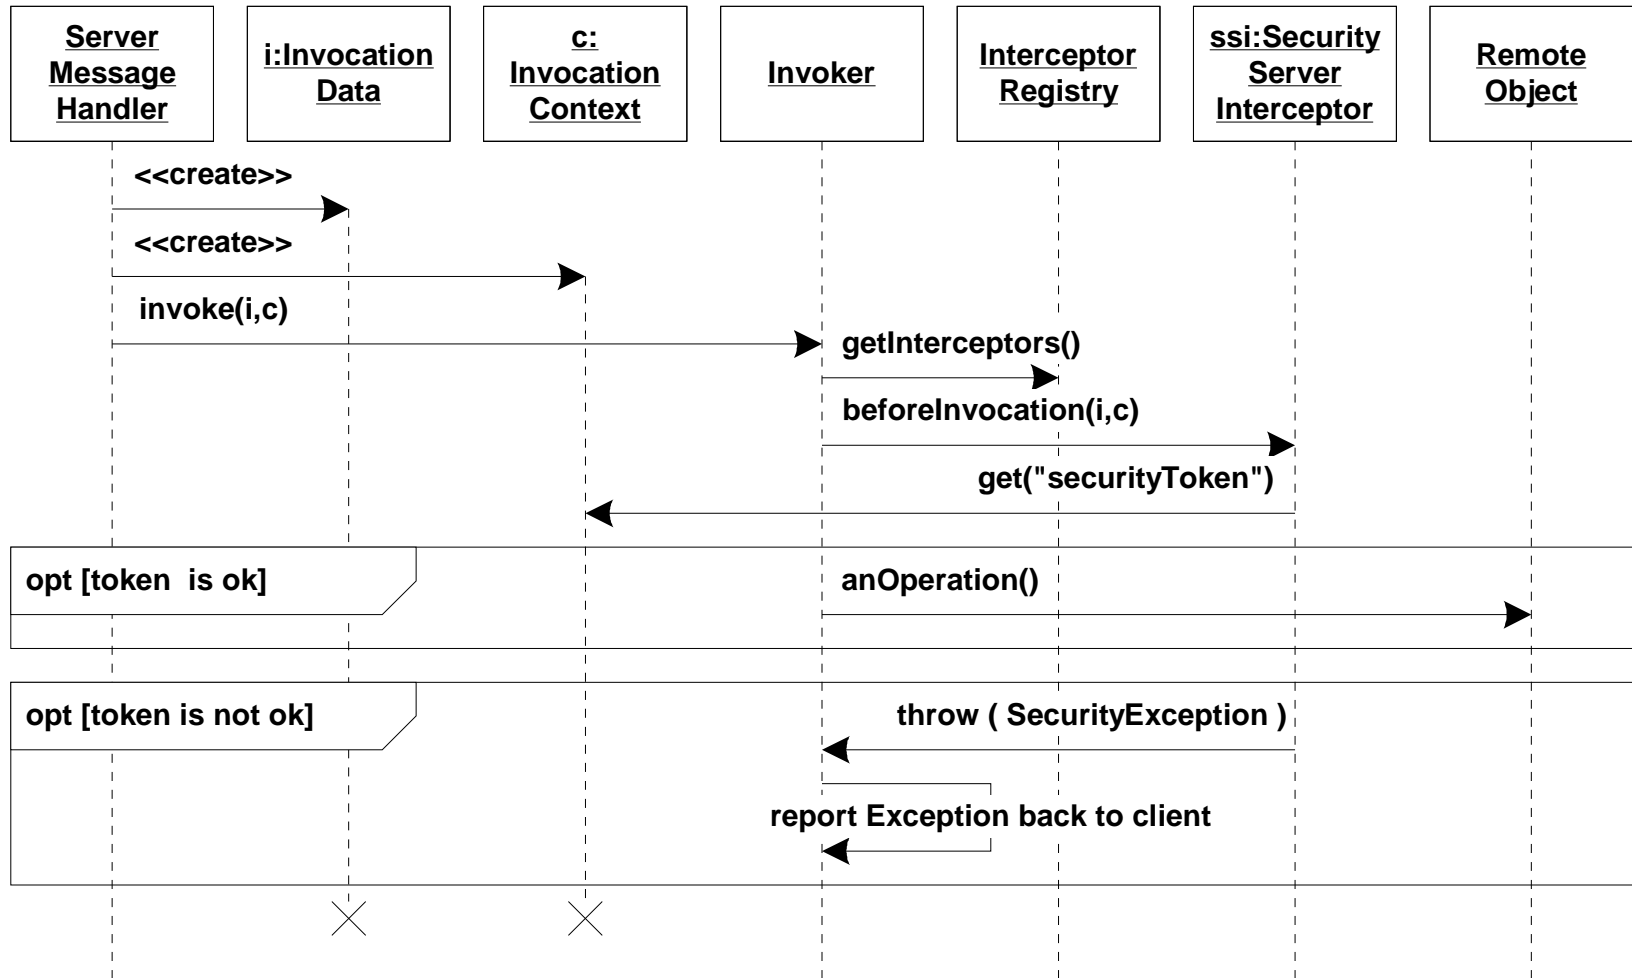 Server
Message
Handler
i:Invocation
Data
c:
Invocation
Context
Invoker
Interceptor
Registry
ssi:Security
Server
Interceptor
Remote
Object
<<create>>
<<create>>
invoke(i,c)
getInterceptors()
beforeInvocation(i,c)
get("securityToken")
opt [token  is ok]
anOperation()
opt [token is not ok]
throw ( SecurityException )
report Exception back to client